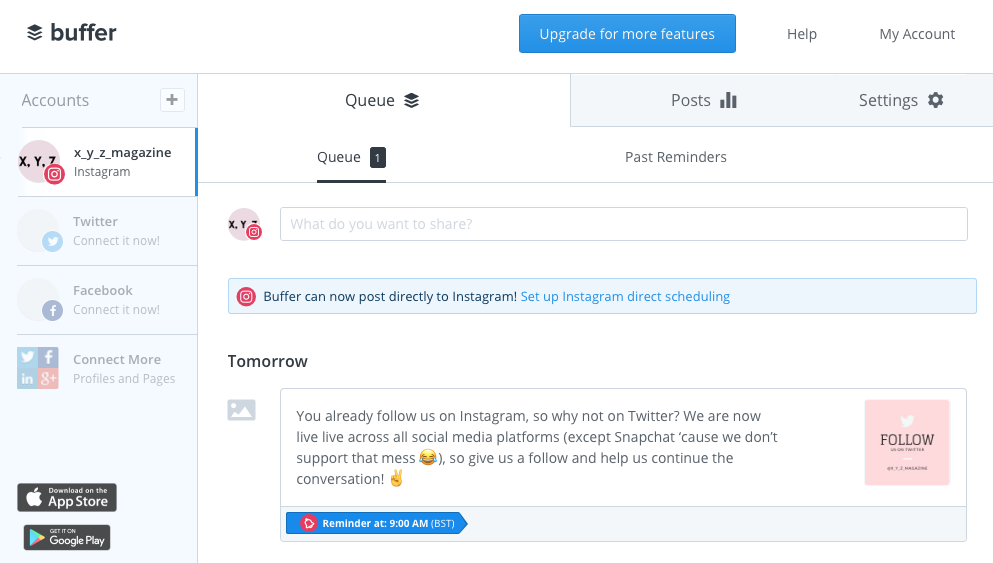 buffer
Upgrade for more features
Help
My Account
Accounts
Queue
Posts
Settings
X, Y, Z
x_y_z_magazine
Instagram
Queue 1
Past Reminders
Twitter
Connect it now!
X, Y, Z
What do you want to share?
Facebook
Connect it now!
Buffer can now post directly to Instagram! Set up Instagram direct scheduling
Connect More
Profiles and Pages
Tomorrow
You already follow us on Instagram, so why not on Twitter? We are now
live live across all social media platforms (except Snapchat ‘cause we don’t
support that mess 😂), so give us a follow and help us continue the
conversation! ✌
FOLLOW
US ON TWITTER
@X_Y_Z_MAGAZINE
Reminder at: 9:00 AM (BST)
Download on the
App Store
GET IT ON
Google Play